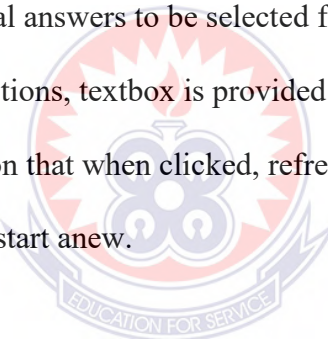 al answers to be selected f
tions, textbox is provided
on that when clicked, refre
start anew.
EDUCATION FOR SERVICE